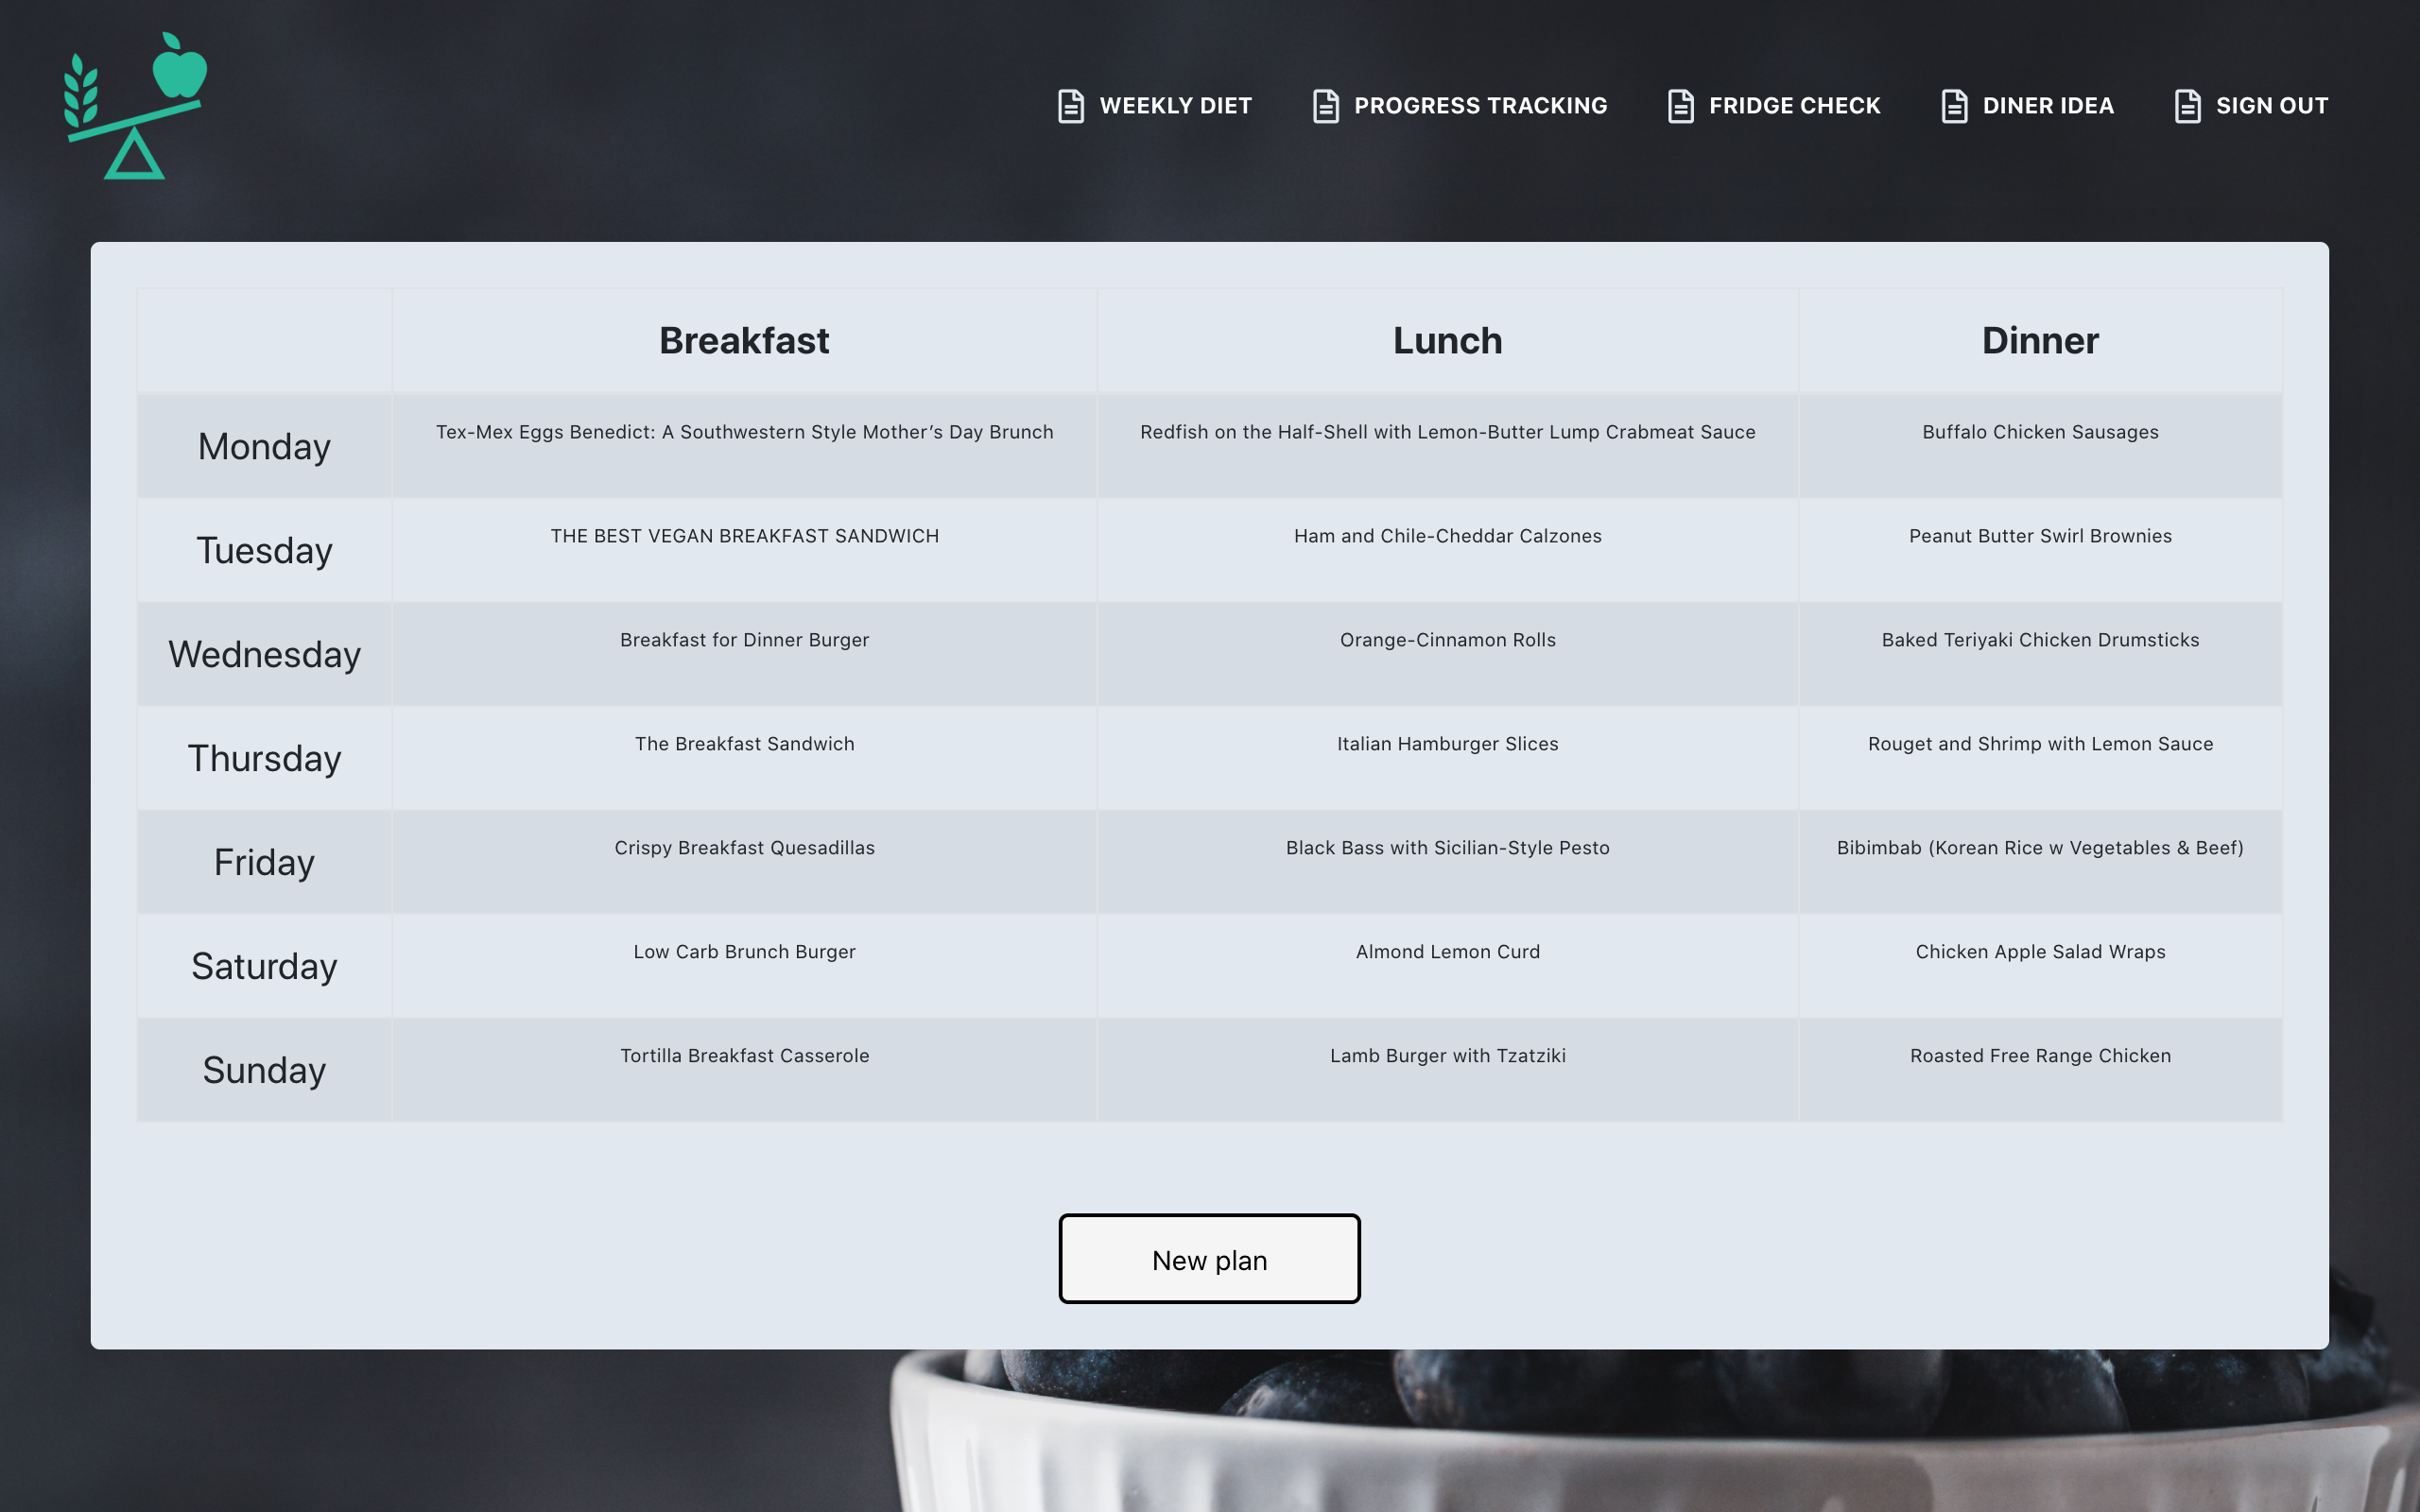 WEEKLY DIET PROGRESS TRACKING FRIDGE CHECK DINER IDEA SIGN OUT
Breakfast Lunch Dinner
Monday Tex-Mex Eggs Benedict: A Southwestern Style Mother’s Day Brunch Redfish on the Half-Shell with Lemon-Butter Lump Crabmeat Sauce Buffalo Chicken Sausages
Tuesday THE BEST VEGAN BREAKFAST SANDWICH Ham and Chile-Cheddar Calzones Peanut Butter Swirl Brownies
Wednesday Breakfast for Dinner Burger Orange-Cinnamon Rolls Baked Teriyaki Chicken Drumsticks
Thursday The Breakfast Sandwich Italian Hamburger Slices Rouget and Shrimp with Lemon Sauce
Friday Crispy Breakfast Quesadillas Black Bass with Sicilian-Style Pesto Bibimbab (Korean Rice w Vegetables & Beef)
Saturday Low Carb Brunch Burger Almond Lemon Curd Chicken Apple Salad Wraps
Sunday Tortilla Breakfast Casserole Lamb Burger with Tzatziki Roasted Free Range Chicken
New plan